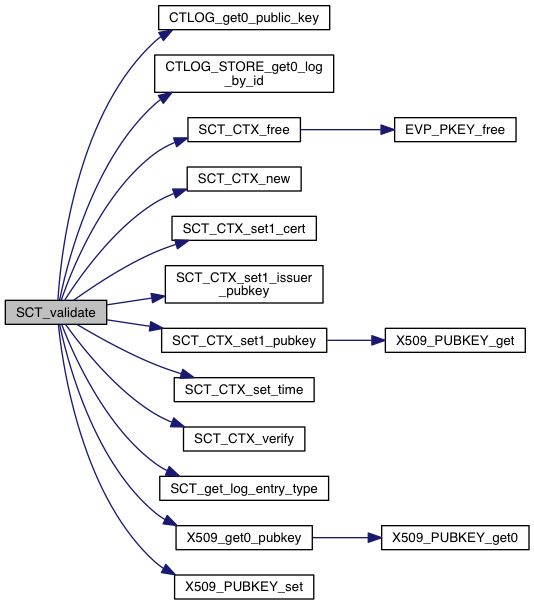 CTLOG_get0_public_key
CTLOG_STORE_get0_log
_by_id
SCT_CTX_free
EVP_PKEY_free
SCT_CTX_new
SCT_CTX_set1_cert
SCT_CTX_set1_issuer
_pubkey
SCT_validate
SCT_CTX_set1_pubkey
X509_PUBKEY_get
SCT_CTX_set_time
SCT_CTX_verify
SCT_get_log_entry_type
X509_get0_pubkey
X509_PUBKEY_get0
X509_PUBKEY_set